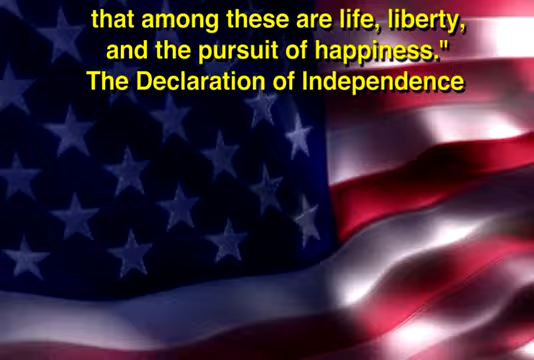 that among these are life, liberty,
and the pursuit of happiness."
The Declaration of Independence